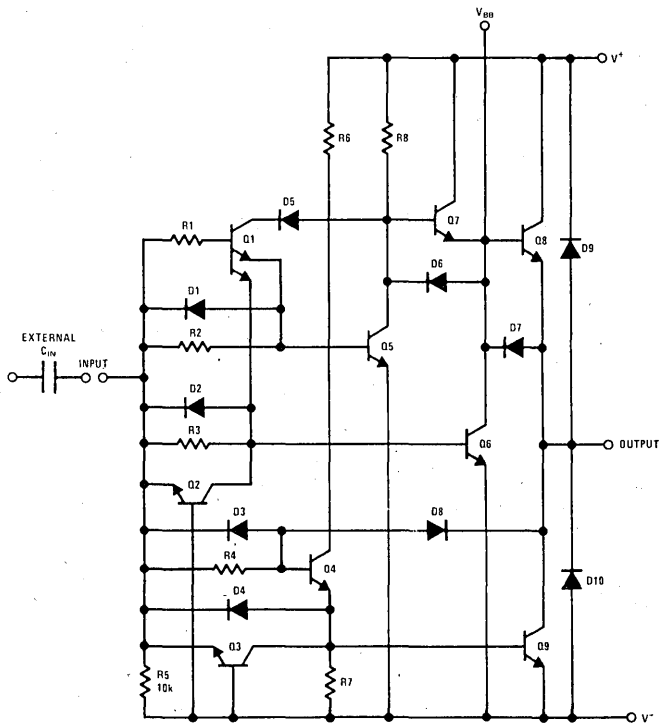 VBB
V+
R6
R8
D5
Q7
R1
Q1
Q8
D9
D1
D6
EXTERNAL
CIN
INPUT
R2
Q5
D7
D2
R3
Q6
OUTPUT
Q2
D3
D8
R4
Q4
D10
D4
Q3
Q9
R5
10k
R7
V-